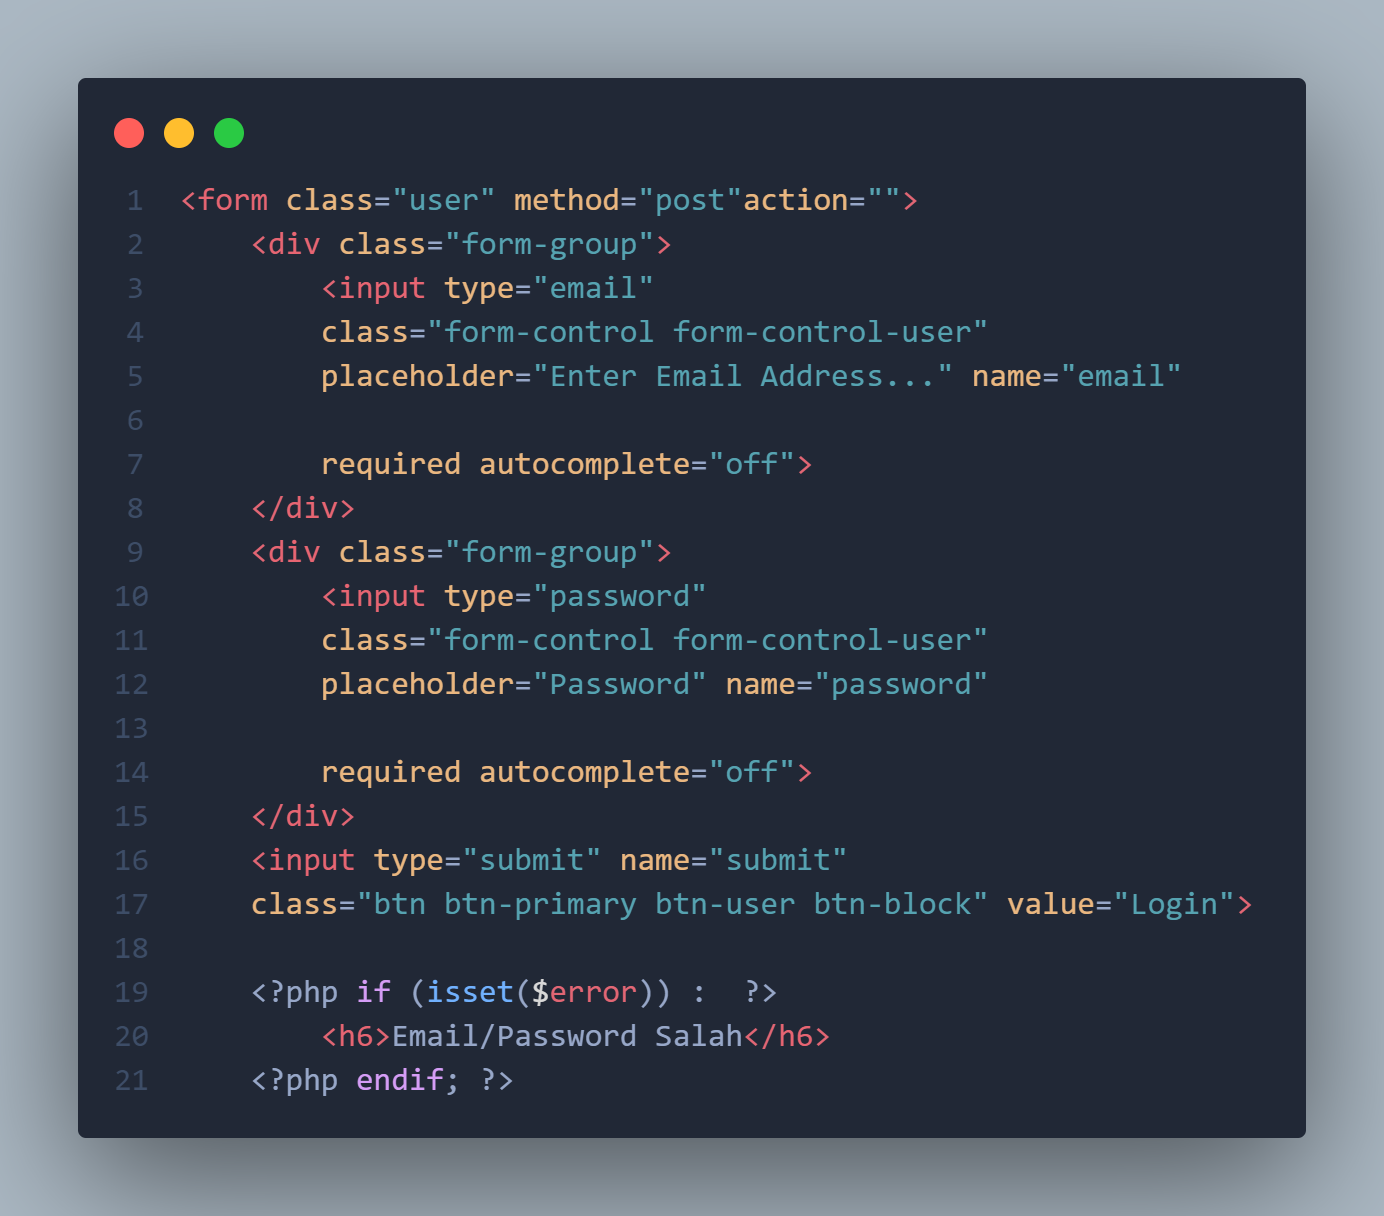 1 <form class="user" method="post"action="">
2     <div class="form-group">
3         <input type="email"
4         class="form-control form-control-user"
5         placeholder="Enter Email Address..." name="email"
6
7         required autocomplete="off">
8     </div>
9     <div class="form-group">
10         <input type="password"
11         class="form-control form-control-user"
12         placeholder="Password" name="password"
13
14         required autocomplete="off">
15     </div>
16     <input type="submit" name="submit"
17     class="btn btn-primary btn-user btn-block" value="Login">
18
19     <?php if (isset($error)) :  ?>
20         <h6>Email/Password Salah</h6>
21     <?php endif; ?>